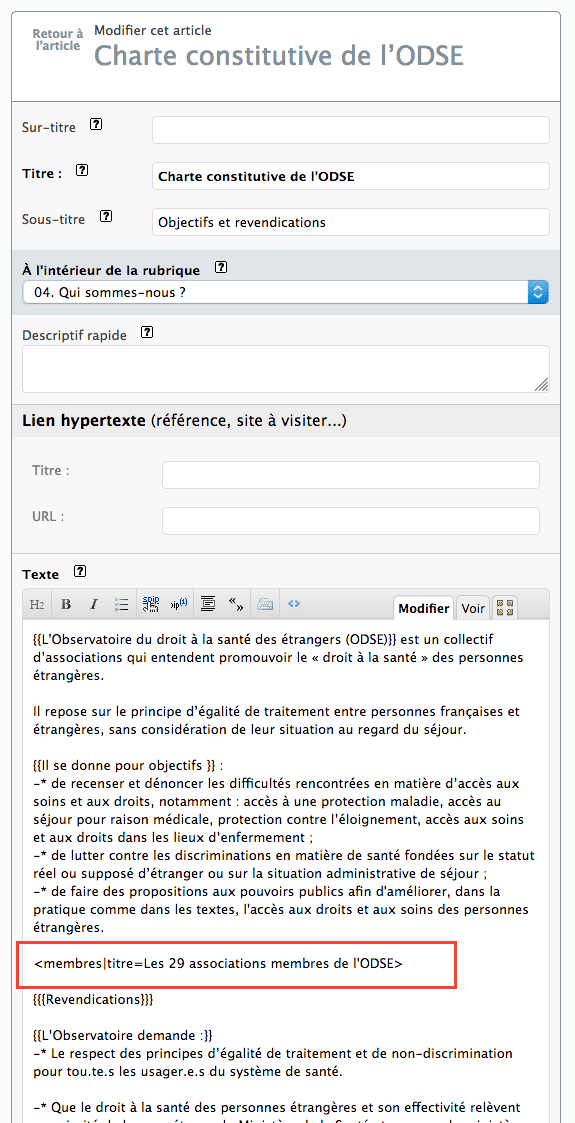 Retour à
l'article
Modifier cet article
Charte constitutive de l’ODSE
Sur-titre ?
Titre : ?
Charte constitutive de l'ODSE
Sous-titre ?
Objectifs et revendications
À l'intérieur de la rubrique ?
04. Qui sommes-nous ?
Descriptif rapide ?
Lien hypertexte (référence, site à visiter...)
Titre :
URL :
Texte ?
H2 B I spip spip(1) « » <> Modifier Voir
{{L'Observatoire du droit à la santé des étrangers (ODSE)}} est un collectif
d’associations qui entendent promouvoir le « droit à la santé » des personnes
étrangères.
Il repose sur le principe d’égalité de traitement entre personnes françaises et
étrangères, sans considération de leur situation au regard du séjour.
{{Il se donne pour objectifs }} :
-* de recenser et dénoncer les difficultés rencontrées en matière d’accès aux
soins et aux droits, notamment : accès à une protection maladie, accès au
séjour pour raison médicale, protection contre l’éloignement, accès aux soins
et aux droits dans les lieux d’enfermement ;
-* de lutter contre les discriminations en matière de santé fondées sur le statut
réel ou supposé d’étranger ou sur la situation administrative de séjour ;
-* de faire des propositions aux pouvoirs publics afin d'améliorer, dans la
pratique comme dans les textes, l'accès aux droits et aux soins des personnes
étrangères.
<membres|titre=Les 29 associations membres de l'ODSE>
{{{Revendications}}}
{{L'Observatoire demande :}}
-* Le respect des principes d’égalité de traitement et de non-discrimination
pour tou.te.s les usager.e.s du système de santé.
-* Que le droit à la santé des personnes étrangères et son effectivité relèvent